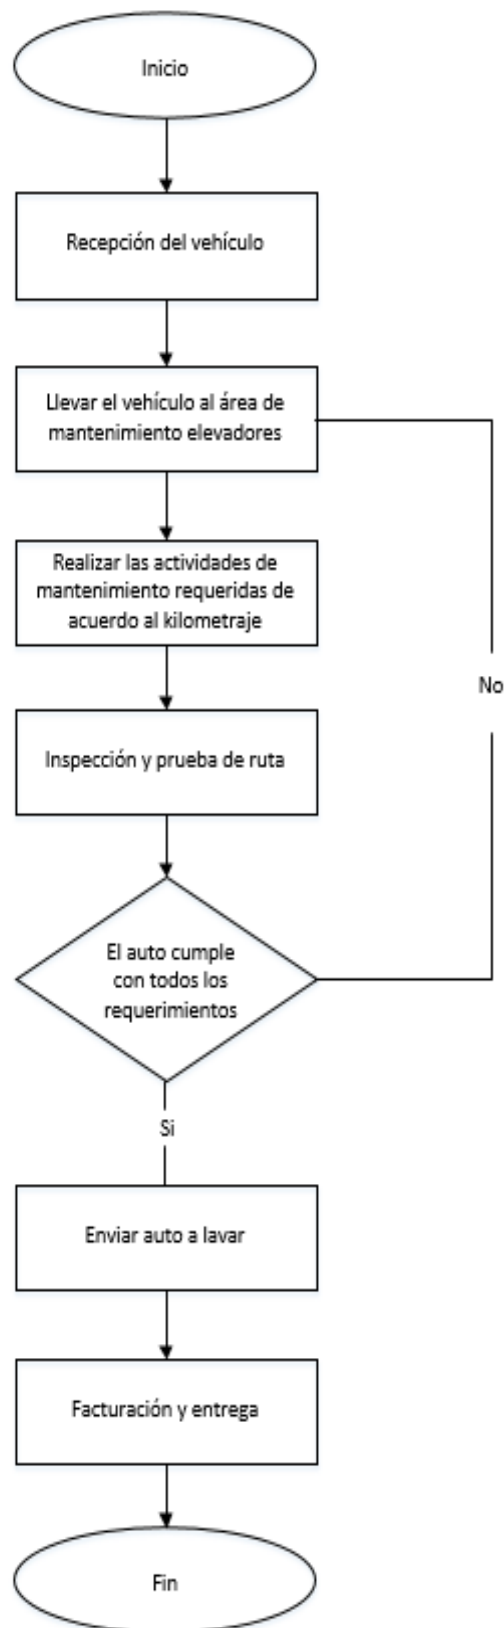 Inicio
Recepción del vehículo
Llevar el vehículo al área de
mantenimiento elevadores
Realizar las actividades de
mantenimiento requeridas de
acuerdo al kilometraje
No
Inspección y prueba de ruta
El auto cumple
con todos los
requerimientos
Si
Enviar auto a lavar
Facturación y entrega
Fin